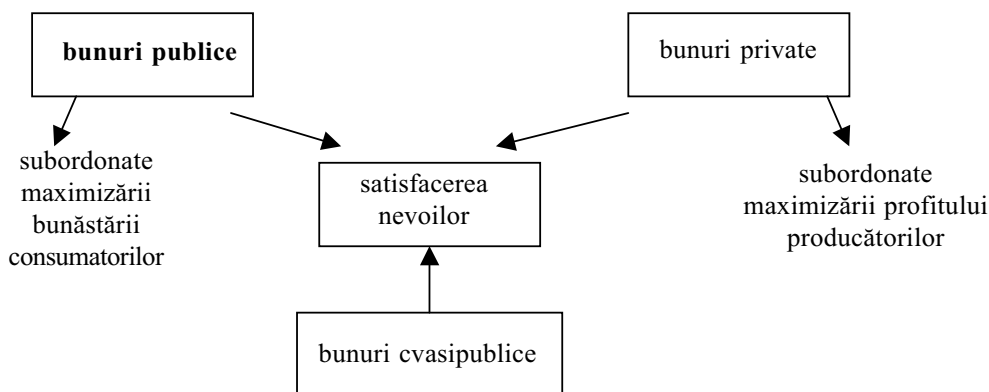 bunuri publice
bunuri private
subordonate
maximizării
bunăstării
consumatorilor
satisfacerea
nevoilor
subordonate
maximizării profitului
producătorilor
bunuri cvasipublice